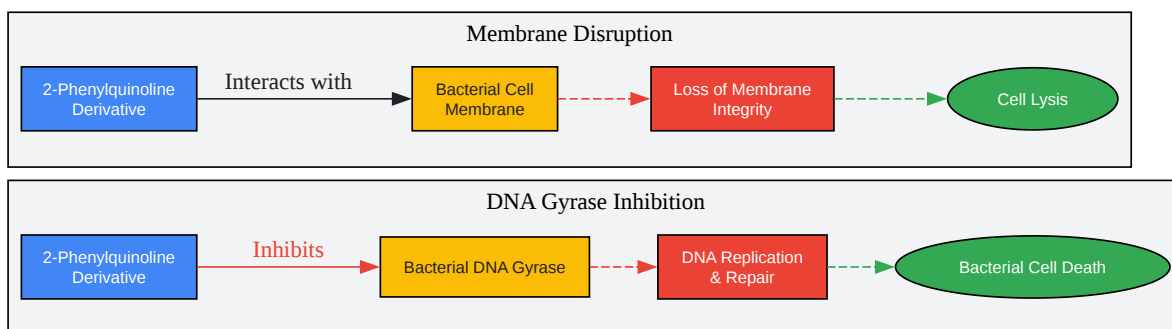 Membrane Disruption
2-Phenylquinoline
Derivative
Interacts with
Bacterial Cell
Membrane
Loss of Membrane
Integrity
Cell Lysis
DNA Gyrase Inhibition
2-Phenylquinoline
Derivative
Inhibits
Bacterial DNA Gyrase
DNA Replication
& Repair
Bacterial Cell Death